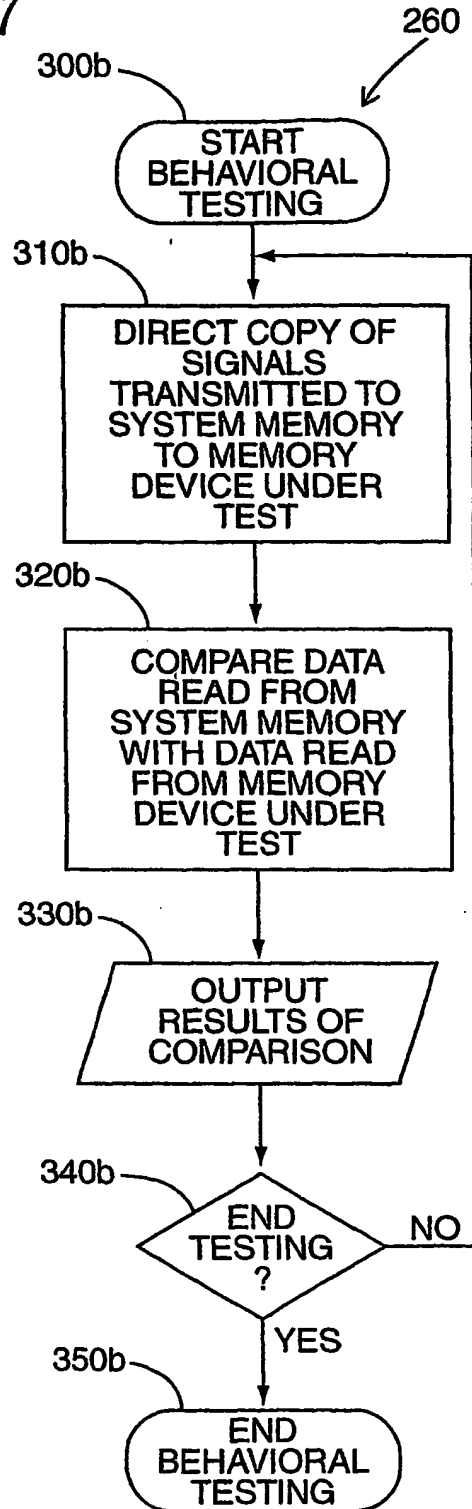 7
260
300b
START
BEHAVIORAL
TESTING
310b
DIRECT COPY OF
SIGNALS
TRANSMITTED TO
SYSTEM MEMORY
TO MEMORY
DEVICE UNDER
TEST
320b
COMPARE DATA
READ FROM
SYSTEM MEMORY
WITH DATA READ
FROM MEMORY
DEVICE UNDER
TEST
330b
OUTPUT
RESULTS OF
COMPARISON
340b
END
TESTING
?
NO
YES
350b
END
BEHAVIORAL
TESTING